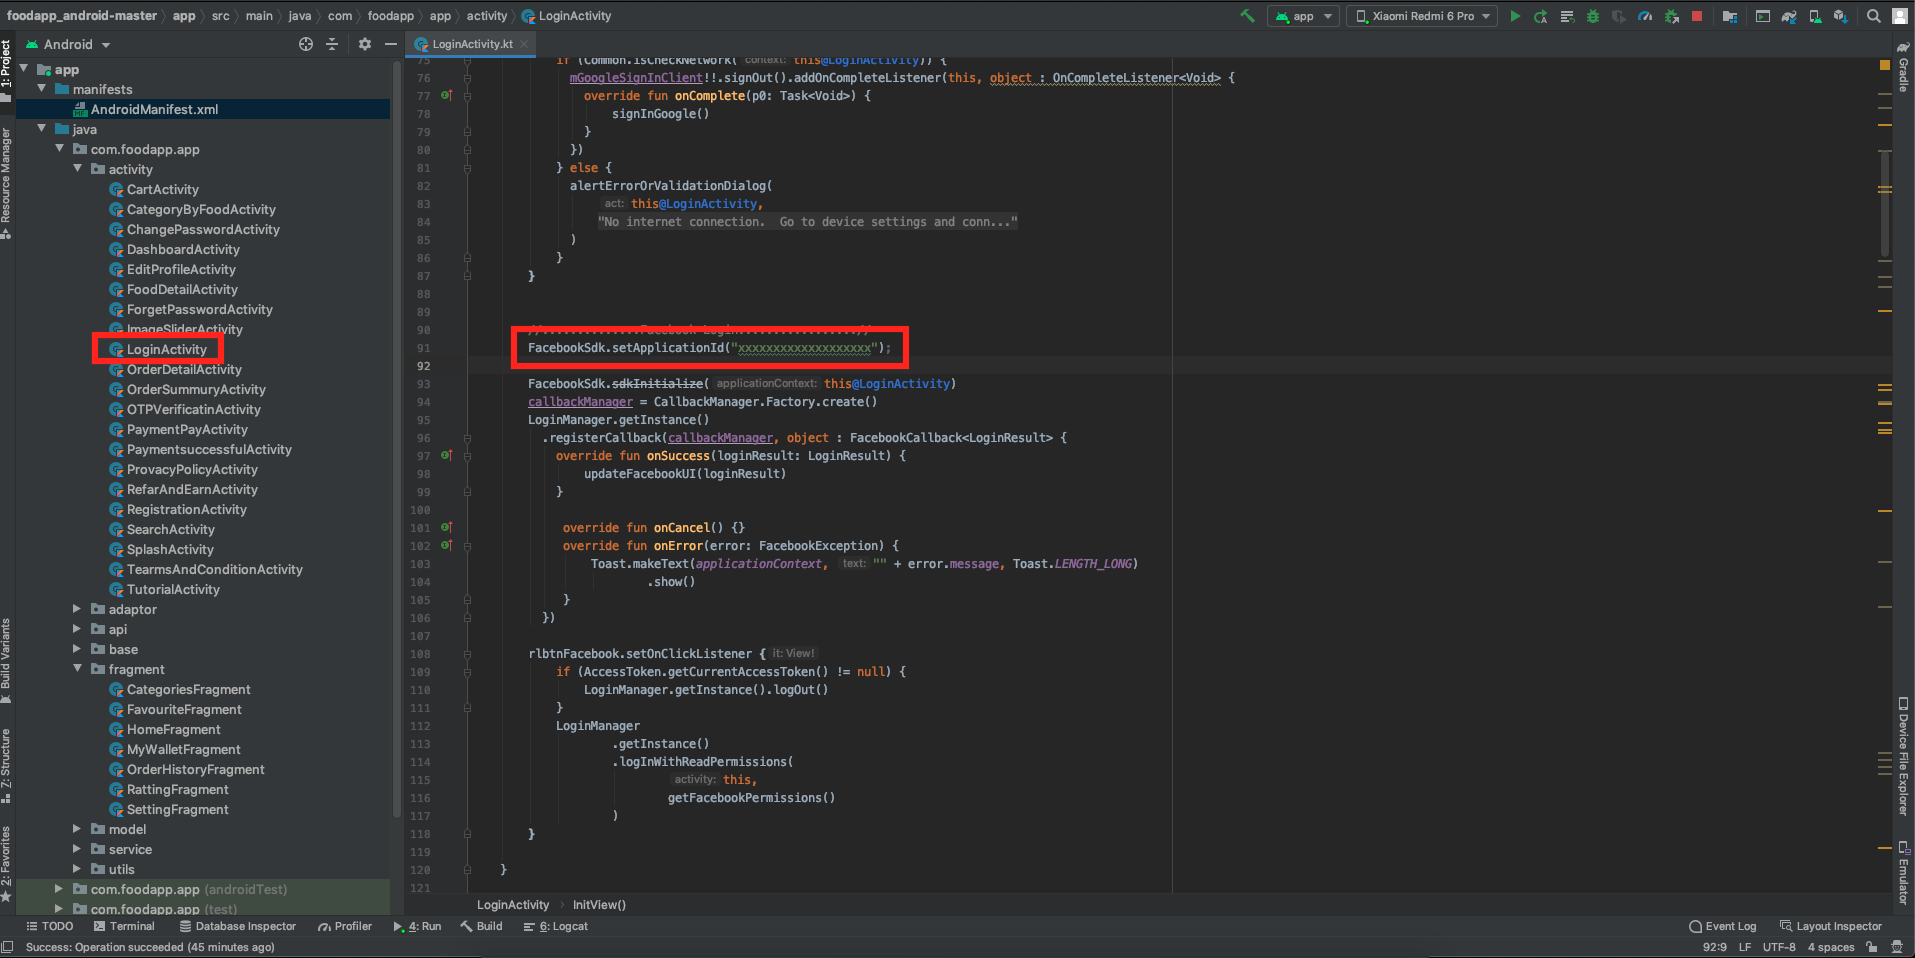 foodapp_android-master app src main java com foodapp app activity LoginActivity
app Xiaomi Redmi 6 Pro
Android
LoginActivity.kt
1: Project
Resource Manager
Build Variants
7: Structure
2: Favorites
app
manifests
AndroidManifest.xml
java
com.foodapp.app
activity
CartActivity
CategoryByFoodActivity
ChangePasswordActivity
DashboardActivity
EditProfileActivity
FoodDetailActivity
ForgetPasswordActivity
ImageSliderActivity
LoginActivity
OrderDetailActivity
OrderSummuryActivity
OTPVerificatinActivity
PaymentPayActivity
PaymentsuccessfulActivity
ProvacyPolicyActivity
RefarAndEarnActivity
RegistrationActivity
SearchActivity
SplashActivity
TearmsAndConditionActivity
TutorialActivity
adaptor
api
base
fragment
CategoriesFragment
FavouriteFragment
HomeFragment
MyWalletFragment
OrderHistoryFragment
RattingFragment
SettingFragment
model
service
utils
com.foodapp.app (androidTest)
com.foodapp.app (test)
75 if (Common.isCheckNetwork( context: this@LoginActivity)) {
76 mGoogleSignInClient!!.signOut().addOnCompleteListener(this, object : OnCompleteListener<Void> {
77 override fun onComplete(p0: Task<Void>) {
78 signInGoogle()
79 }
80 })
81 } else {
82 alertErrorOrValidationDialog(
83 act: this@LoginActivity,
84 "No internet connection.  Go to device settings and conn..."
85 )
86 }
87 }
88
89
90 //..............Facebook Login.................//
91 FacebookSdk.setApplicationId("xxxxxxxxxxxxxxxxxxx");
92
93 FacebookSdk.sdkInitialize( applicationContext: this@LoginActivity)
94 callbackManager = CallbackManager.Factory.create()
95 LoginManager.getInstance()
96 .registerCallback(callbackManager, object : FacebookCallback<LoginResult> {
97 override fun onSuccess(loginResult: LoginResult) {
98 updateFacebookUI(loginResult)
99 }
100
101 override fun onCancel() {}
102 override fun onError(error: FacebookException) {
103 Toast.makeText(applicationContext, text: "" + error.message, Toast.LENGTH_LONG)
104 .show()
105 }
106 })
107
108 rlbtnFacebook.setOnClickListener { it: View!
109 if (AccessToken.getCurrentAccessToken() != null) {
110 LoginManager.getInstance().logOut()
111 }
112 LoginManager
113 .getInstance()
114 .logInWithReadPermissions(
115 activity: this,
116 getFacebookPermissions()
117 )
118 }
119
120 }
121
LoginActivity InitView()
Gradle
Device File Explorer
Emulator
TODO Terminal Database Inspector Profiler 4: Run Build 6: Logcat Event Log Layout Inspector
Success: Operation succeeded (45 minutes ago) 92:9 LF UTF-8 4 spaces